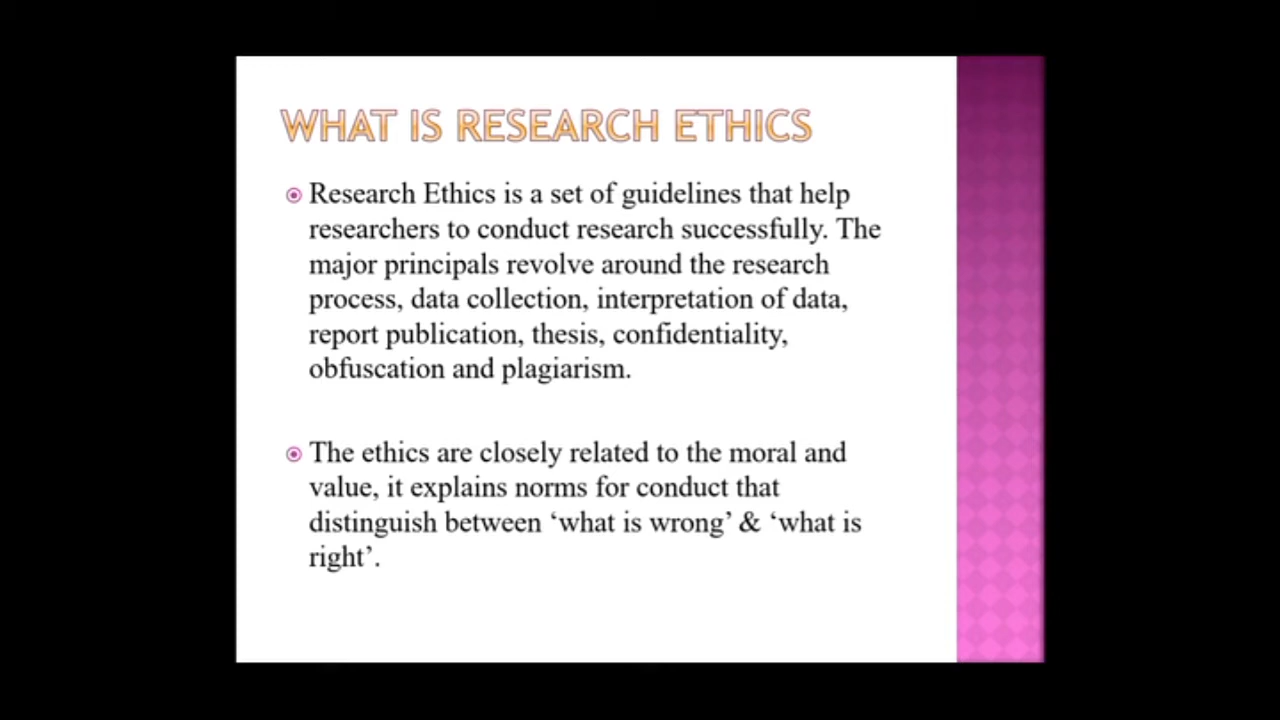 WHAT IS RESEARCH ETHICS
Research Ethics is a set of guidelines that help
researchers to conduct research successfully. The
major principals revolve around the research
process, data collection, interpretation of data,
report publication, thesis, confidentiality,
obfuscation and plagiarism.
The ethics are closely related to the moral and
value, it explains norms for conduct that
distinguish between ‘what is wrong’ & ‘what is
right’.